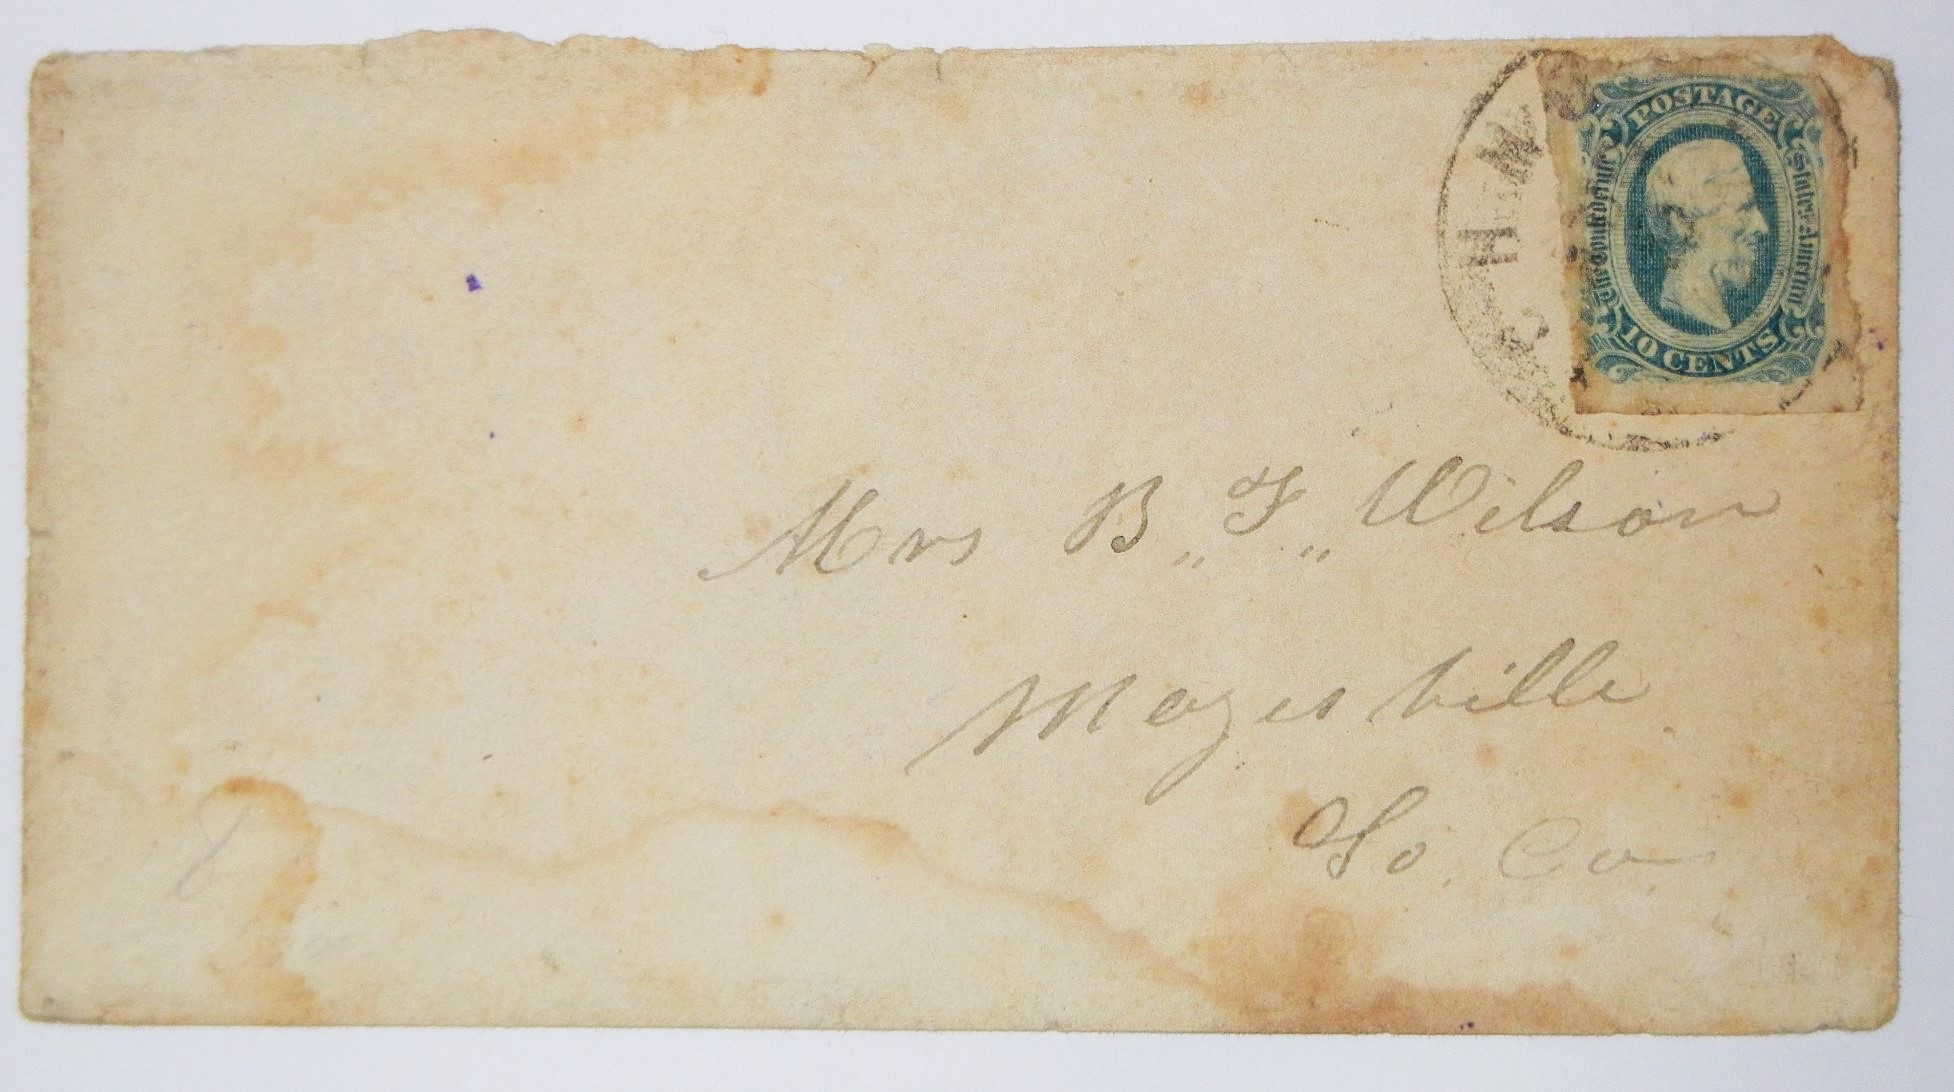 POSTAGE
The Confederate States America
10 CENTS
Mrs B,, F,, Wilson
Mayesville
So. Ca.